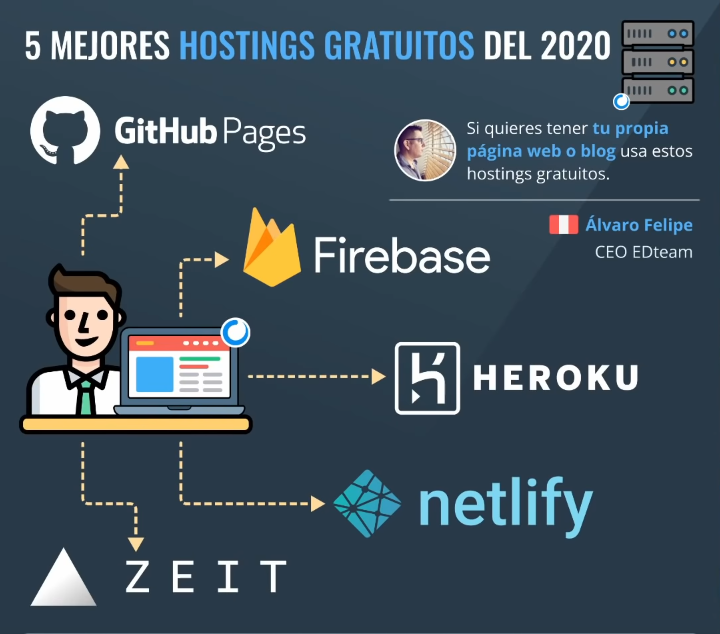 5 MEJORES HOSTINGS GRATUITOS DEL 2020
GitHub Pages
Si quieres tener tu propia
página web o blog usa estos
hostings gratuitos.
Álvaro Felipe
CEO EDteam
Firebase
HEROKU
netlify
ZEIT